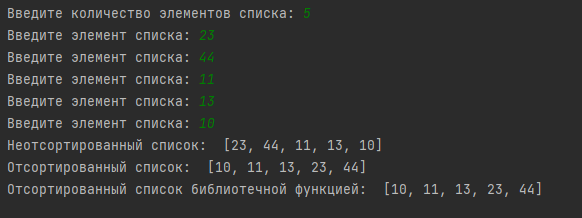 Введите количество элементов списка: 5
Введите элемент списка: 23
Введите элемент списка: 44
Введите элемент списка: 11
Введите элемент списка: 13
Введите элемент списка: 10
Неотсортированный список:  [23, 44, 11, 13, 10]
Отсортированный список:  [10, 11, 13, 23, 44]
Отсортированный список библиотечной функцией:  [10, 11, 13, 23, 44]